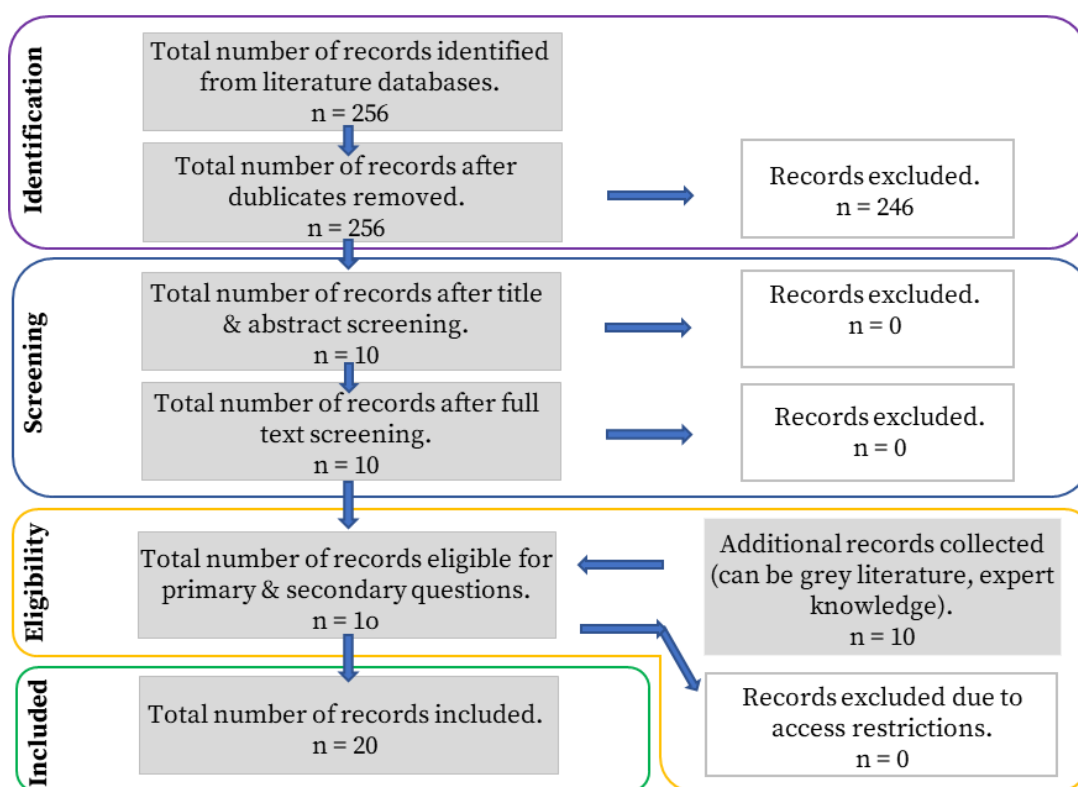 Identification
Total number of records identified
from literature databases.
n = 256
Total number of records after
dublicates removed.
n = 256
Records excluded.
n = 246
Screening
Total number of records after title
& abstract screening.
n = 10
Records excluded.
n = 0
Total number of records after full
text screening.
n = 10
Records excluded.
n = 0
Eligibility
Total number of records eligible for
primary & secondary questions.
n = 1o
Additional records collected
(can be grey literature, expert
knowledge).
n = 10
Records excluded due to
access restrictions.
n = 0
Included
Total number of records included.
n = 20